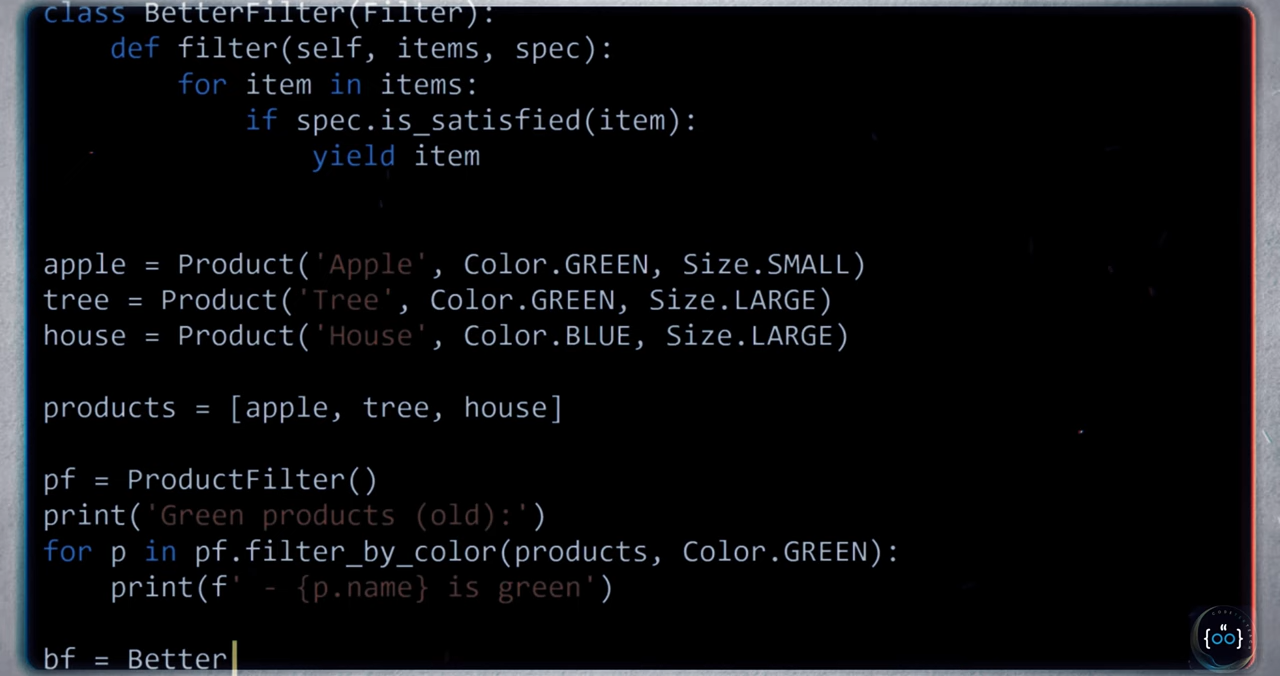 class BetterFilter(Filter):
    def filter(self, items, spec):
        for item in items:
            if spec.is_satisfied(item):
                yield item
apple = Product('Apple', Color.GREEN, Size.SMALL)
tree = Product('Tree', Color.GREEN, Size.LARGE)
house = Product('House', Color.BLUE, Size.LARGE)
products = [apple, tree, house]
pf = ProductFilter()
print('Green products (old):')
for p in pf.filter_by_color(products, Color.GREEN):
    print(f' - {p.name} is green')
bf = Better